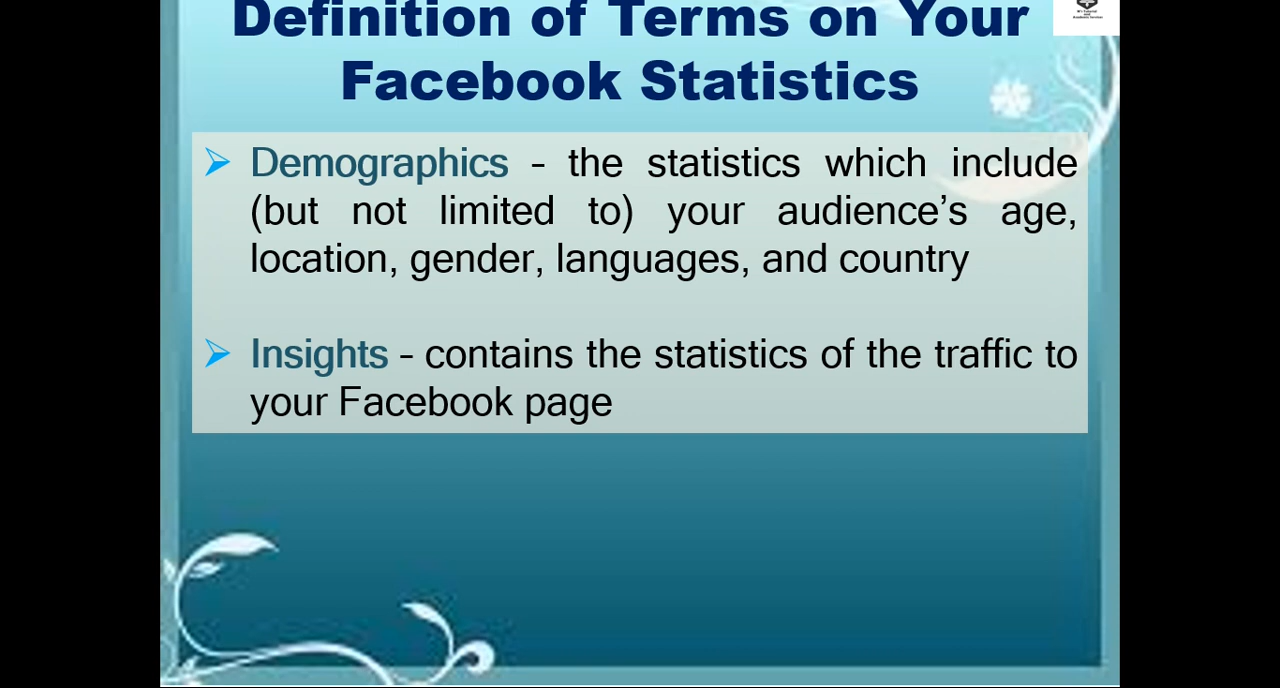 Definition of Terms on Your
Facebook Statistics
Demographics – the statistics which include
(but not limited to) your audience’s age,
location, gender, languages, and country
Insights – contains the statistics of the traffic to
your Facebook page